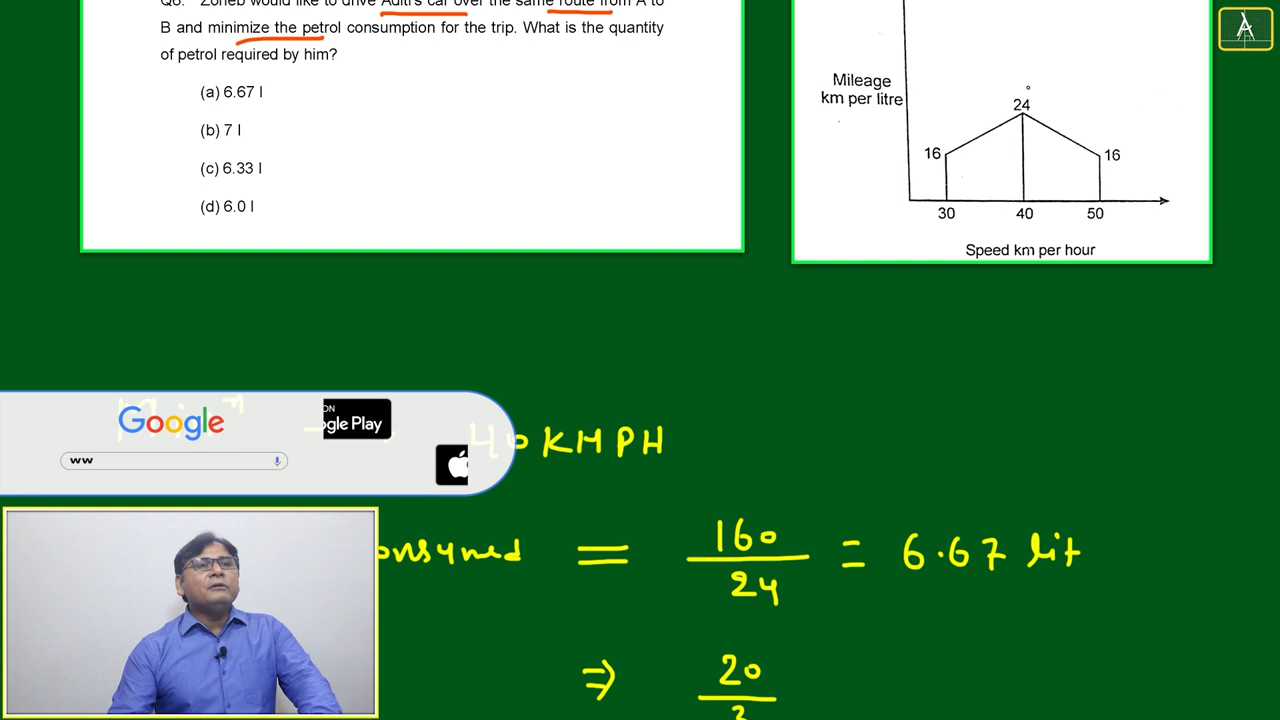 Q6. Zoheb would like to drive Aditi's car over the same route from A to
B and minimize the petrol consumption for the trip. What is the quantity
of petrol required by him?
(a) 6.67 l
(b) 7 l
(c) 6.33 l
(d) 6.0 l
Mileage
km per litre
24
16
16
30 40 50
Speed km per hour
Google
ON
gle Play
ww
40 KMPH
onsumed = 160/24 = 6.67 lit
⇒ 20